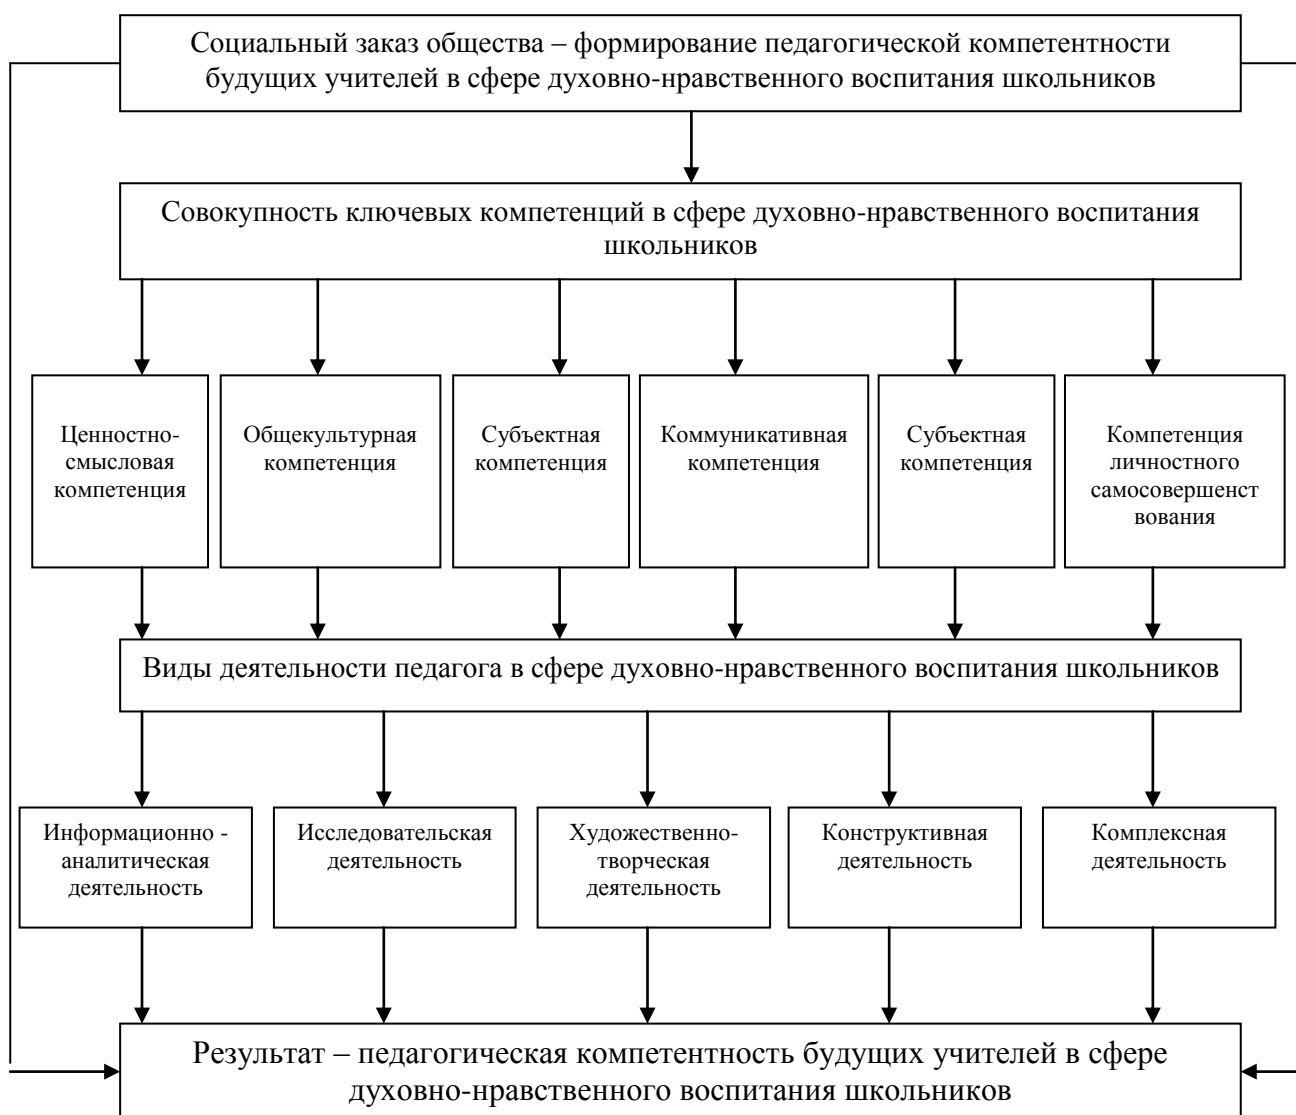 Социальный заказ общества – формирование педагогической компетентности
будущих учителей в сфере духовно-нравственного воспитания школьников
Совокупность ключевых компетенций в сфере духовно-нравственного воспитания
школьников
Ценностно-
смысловая
компетенция
Общекультурная
компетенция
Субъектная
компетенция
Коммуникативная
компетенция
Субъектная
компетенция
Компетенция
личностного
самосовершенст
вования
Виды деятельности педагога в сфере духовно-нравственного воспитания школьников
Информационно -
аналитическая
деятельность
Исследовательская
деятельность
Художественно-
творческая
деятельность
Конструктивная
деятельность
Комплексная
деятельность
Результат – педагогическая компетентность будущих учителей в сфере
духовно-нравственного воспитания школьников